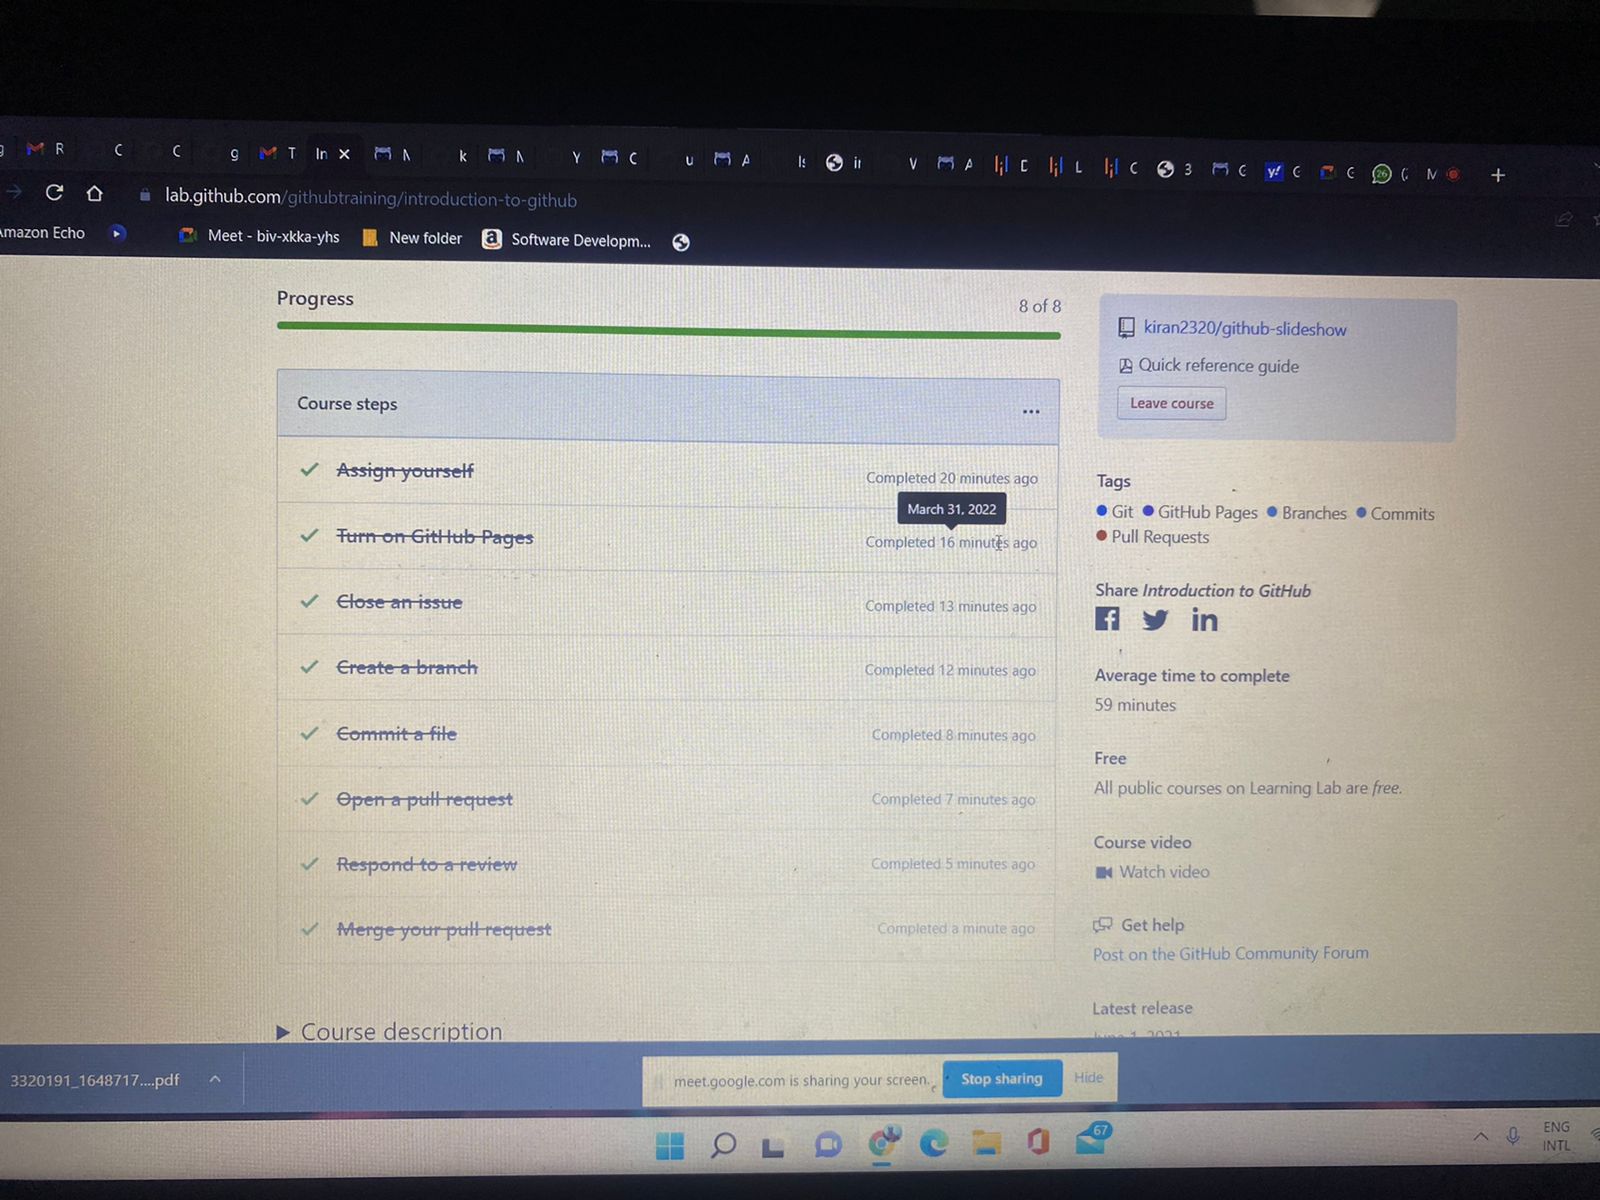 R C C g T In × k Y C u A V A L C 3
lab.github.com/githubtraining/introduction-to-github
Amazon Echo Meet - biv-xkka-yhs New folder Software Developm...
Progress
8 of 8
Course steps
...
Assign yourself
Completed 20 minutes ago
March 31, 2022
Turn on GitHub Pages
Completed 16 minutes ago
Close an issue
Completed 13 minutes ago
Create a branch
Completed 12 minutes ago
Commit a file
Completed 8 minutes ago
Open a pull request
Completed 7 minutes ago
Respond to a review
Completed 5 minutes ago
Merge your pull request
Completed a minute ago
Course description
kiran2320/github-slideshow
Quick reference guide
Leave course
Tags
Git GitHub Pages Branches Commits
Pull Requests
Share Introduction to GitHub
Average time to complete
59 minutes
Free
All public courses on Learning Lab are free.
Course video
Watch video
Get help
Post on the GitHub Community Forum
Latest release
June 1, 2021
3320191_1648717....pdf
meet.google.com is sharing your screen.
Stop sharing
Hide
67
ENG
INTL